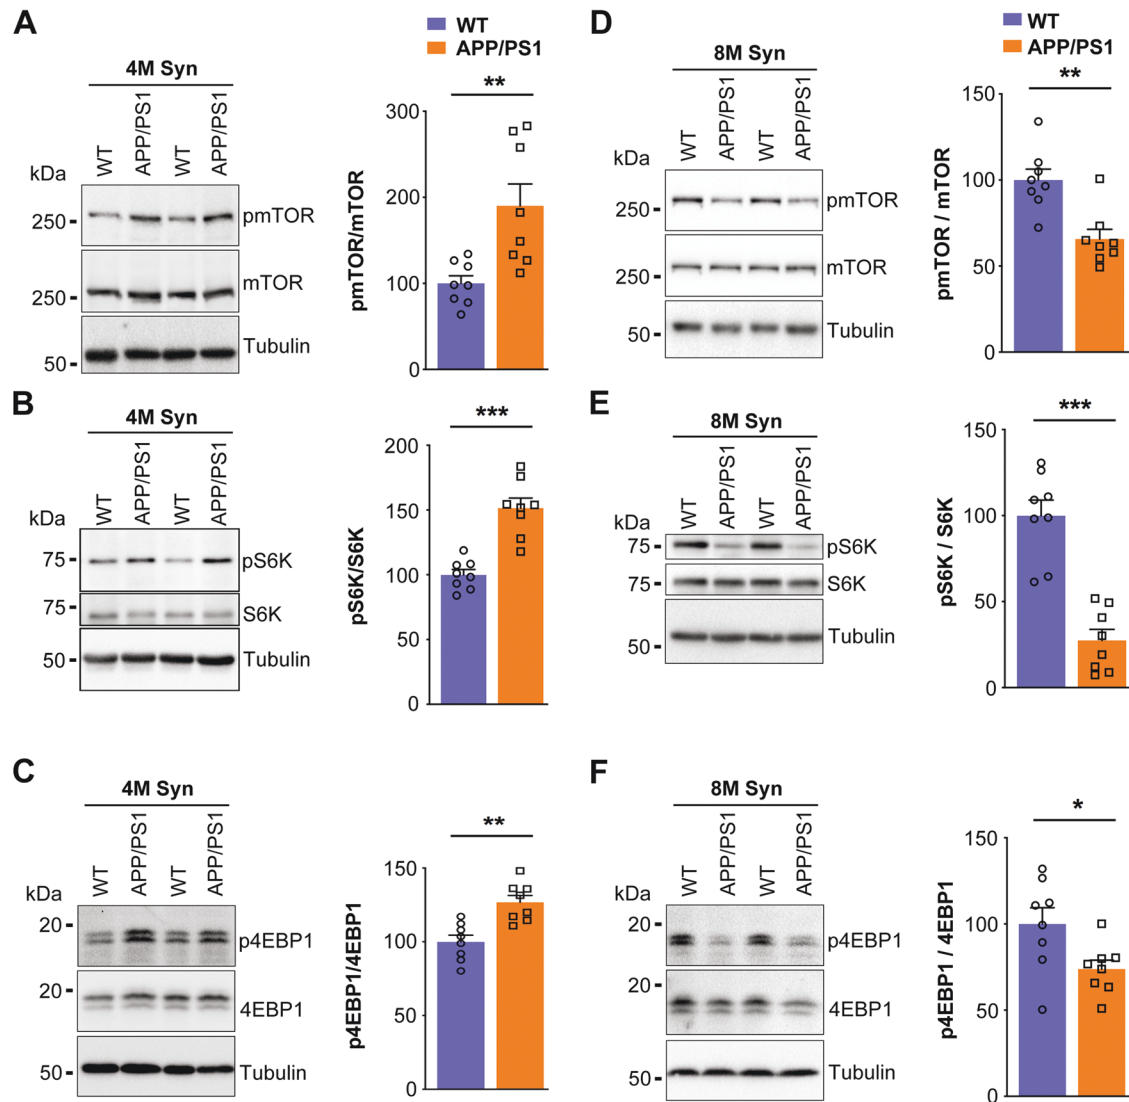 A
4M Syn
WT
APP/PS1
WT
APP/PS1
kDa
250
pmTOR
250
mTOR
50
Tubulin
WT
APP/PS1
**
pmTOR/mTOR
300
200
100
0
D
8M Syn
WT
APP/PS1
WT
APP/PS1
kDa
250
pmTOR
250
mTOR
50
Tubulin
WT
APP/PS1
**
pmTOR / mTOR
150
100
50
0
B
4M Syn
WT
APP/PS1
WT
APP/PS1
kDa
75
pS6K
75
S6K
50
Tubulin
***
pS6K/S6K
200
150
100
50
0
E
8M Syn
WT
APP/PS1
WT
APP/PS1
kDa
75
pS6K
75
S6K
50
Tubulin
***
pS6K / S6K
150
100
50
0
C
4M Syn
WT
APP/PS1
WT
APP/PS1
kDa
20
p4EBP1
20
4EBP1
50
Tubulin
**
p4EBP1/4EBP1
150
100
50
0
F
8M Syn
WT
APP/PS1
WT
APP/PS1
kDa
20
p4EBP1
20
4EBP1
50
Tubulin
*
p4EBP1 / 4EBP1
150
100
50
0